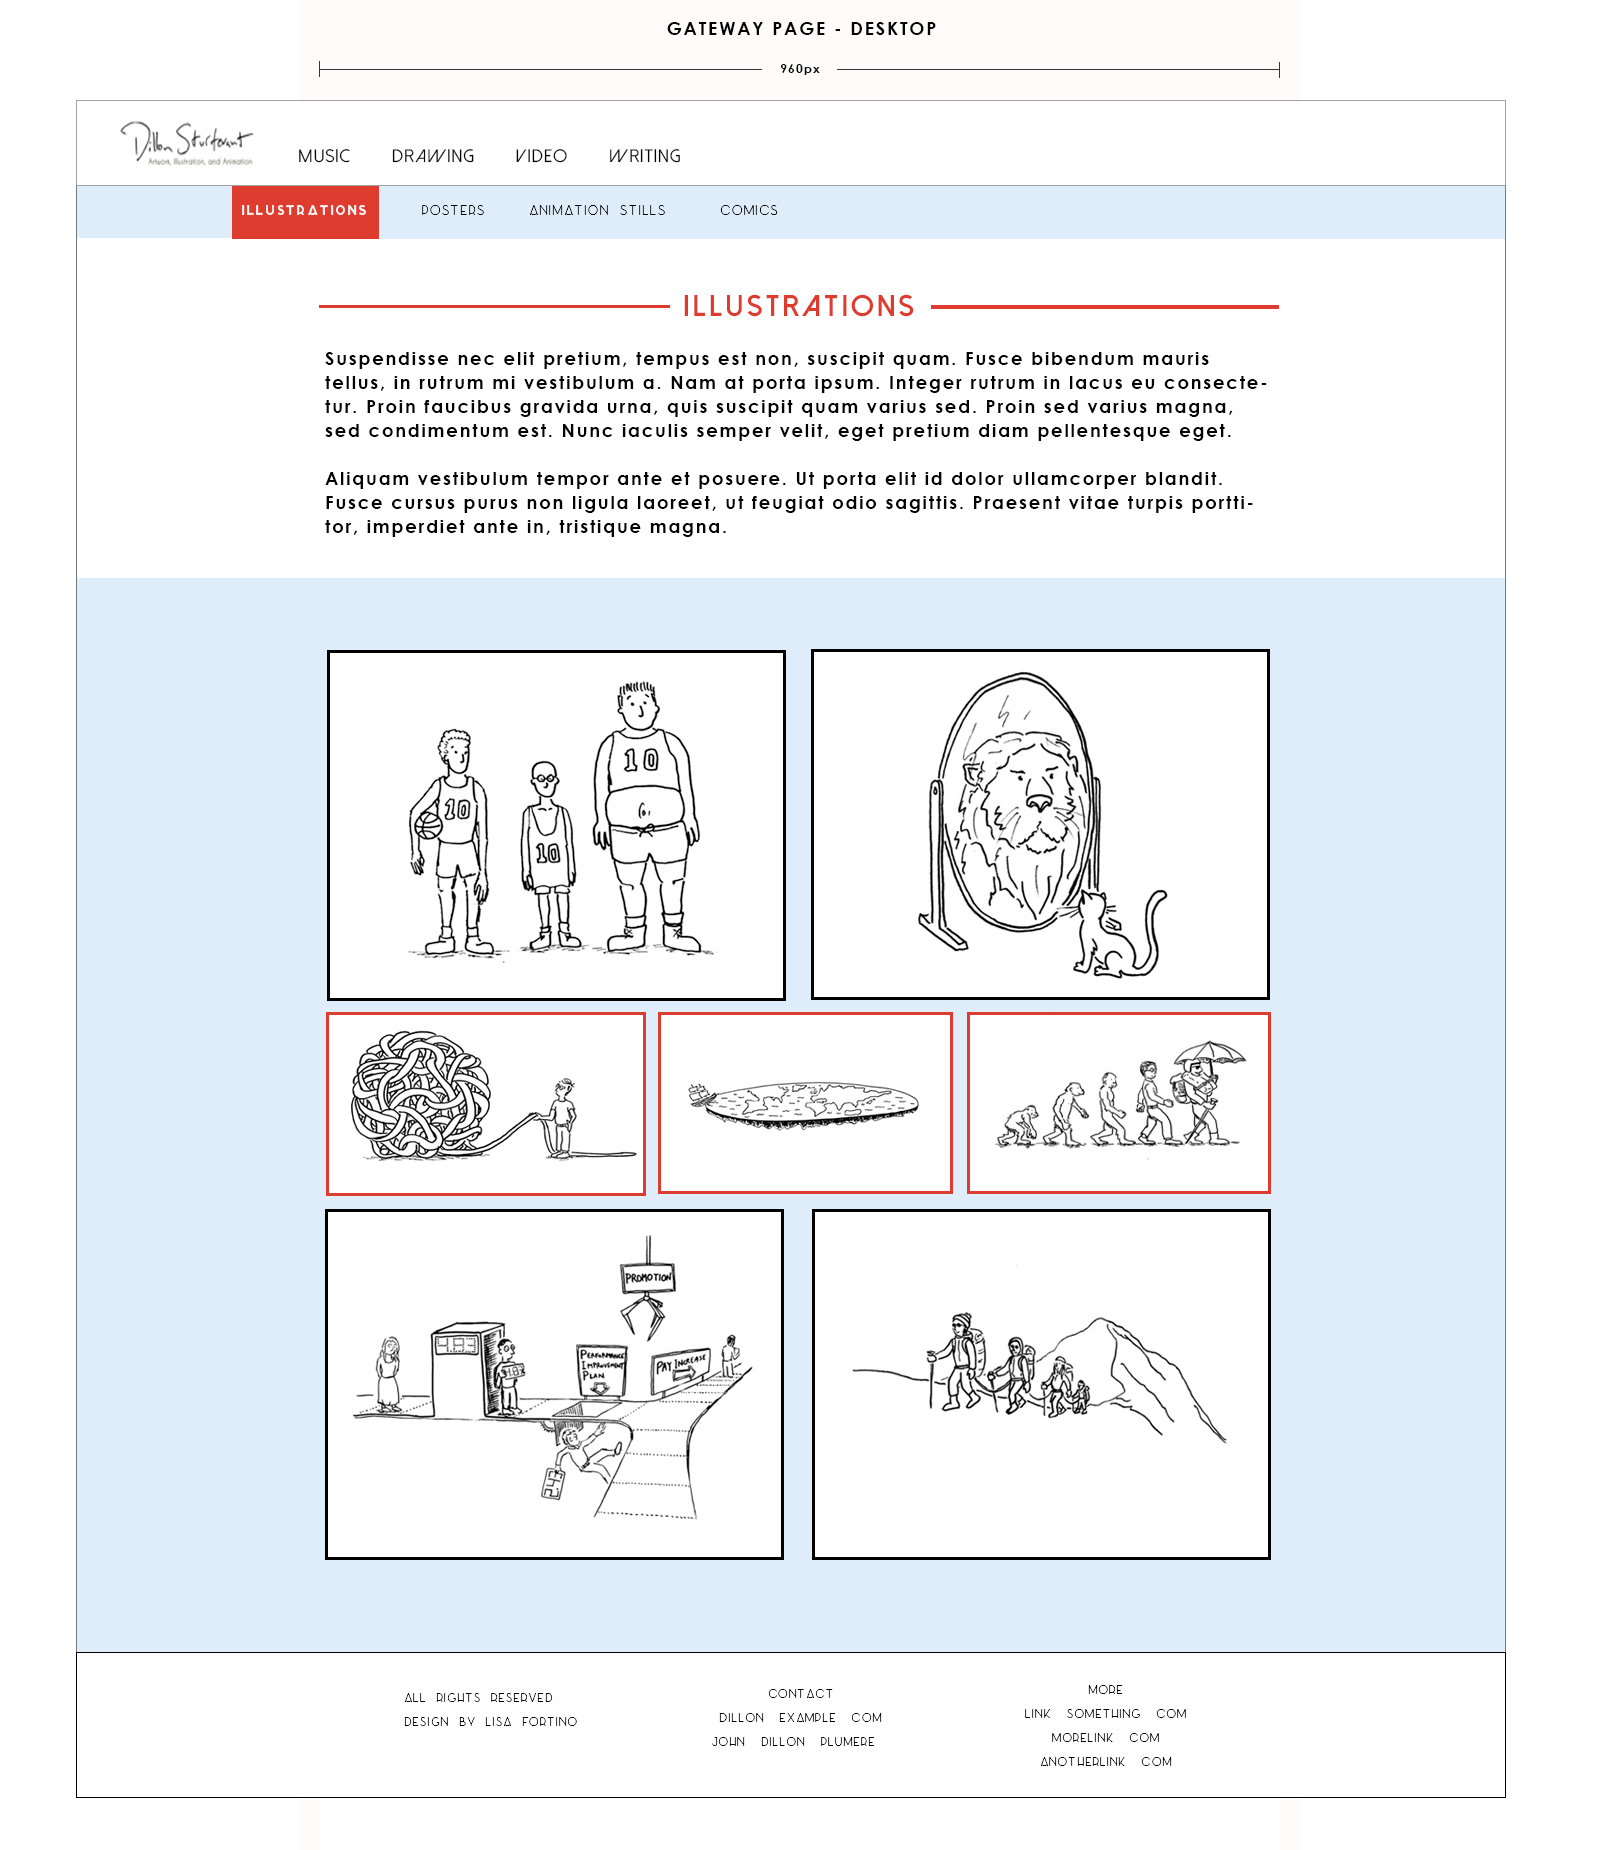 GATEWAY PAGE - DESKTOP
960px
Dillon Sturtevant
Artwork, Illustration, and Animation
MUSIC DRAWING VIDEO WRITING
ILLUSTRATIONS POSTERS ANIMATION STILLS COMICS
ILLUSTRATIONS
Suspendisse nec elit pretium, tempus est non, suscipit quam. Fusce bibendum mauris
tellus, in rutrum mi vestibulum a. Nam at porta ipsum. Integer rutrum in lacus eu consecte-
tur. Proin faucibus gravida urna, quis suscipit quam varius sed. Proin sed varius magna,
sed condimentum est. Nunc iaculis semper velit, eget pretium diam pellentesque eget.
Aliquam vestibulum tempor ante et posuere. Ut porta elit id dolor ullamcorper blandit.
Fusce cursus purus non ligula laoreet, ut feugiat odio sagittis. Praesent vitae turpis portti-
tor, imperdiet ante in, tristique magna.
10
10
10
PROMOTION
PERFORMANCE
IMPROVEMENT
PLAN
PAY INCREASE
ALL RIGHTS RESERVED
DESIGN BY LISA FORTINO
CONTACT
DILLON EXAMPLE COM
JOHN DILLON PLUMERE
MORE
LINK SOMETHING COM
MORELINK COM
ANOTHERLINK COM